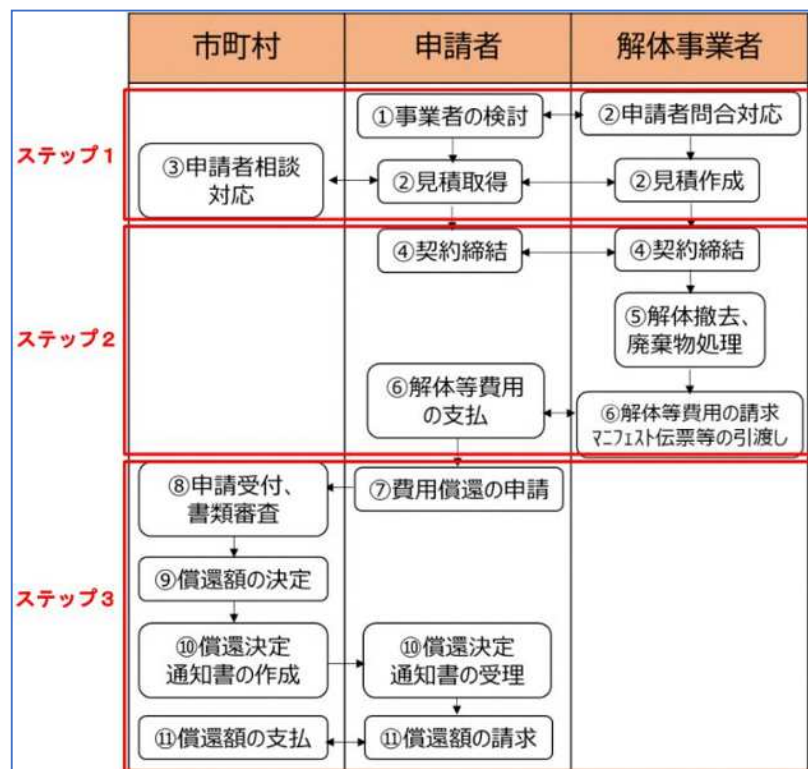 市町村
申請者
解体事業者
ステップ1
①事業者の検討
②申請者問合対応
③申請者相談
対応
②見積取得
②見積作成
ステップ2
④契約締結
④契約締結
⑤解体撤去、
廃棄物処理
⑥解体等費用
の支払
⑥解体等費用の請求
マニフェスト伝票等の引渡し
ステップ3
⑧申請受付、
書類審査
⑦費用償還の申請
⑨償還額の決定
⑩償還決定
通知書の作成
⑩償還決定
通知書の受理
⑪償還額の支払
⑪償還額の請求